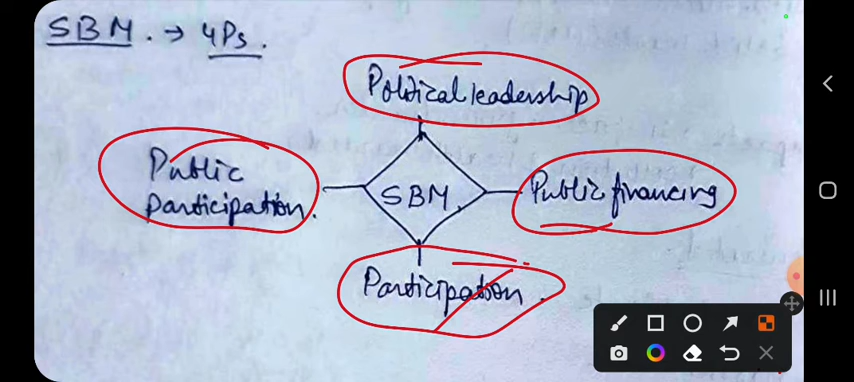 SBM. → 4Ps.
Political leadership
Public
participation.
SBM.
Public financing
Participation.